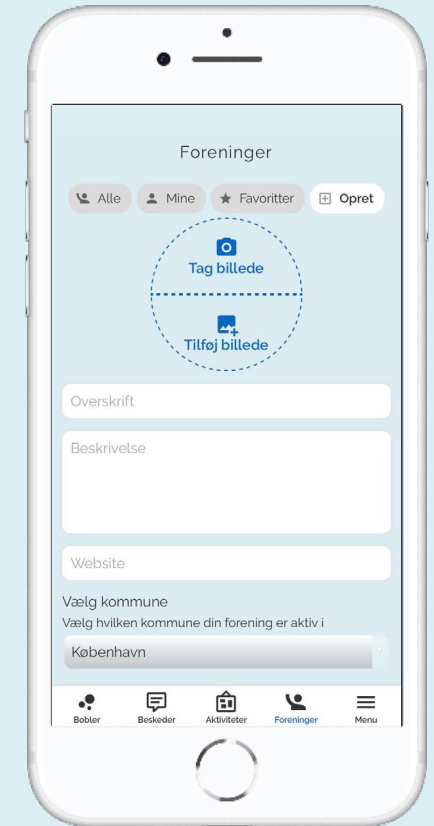 Foreninger
Alle Mine Favoritter Opret
Tag billede
Tilføj billede
Overskrift
Beskrivelse
Website
Vælg kommune
Vælg hvilken kommune din forening er aktiv i
København
Bobler Beskeder Aktiviteter Foreninger Menu